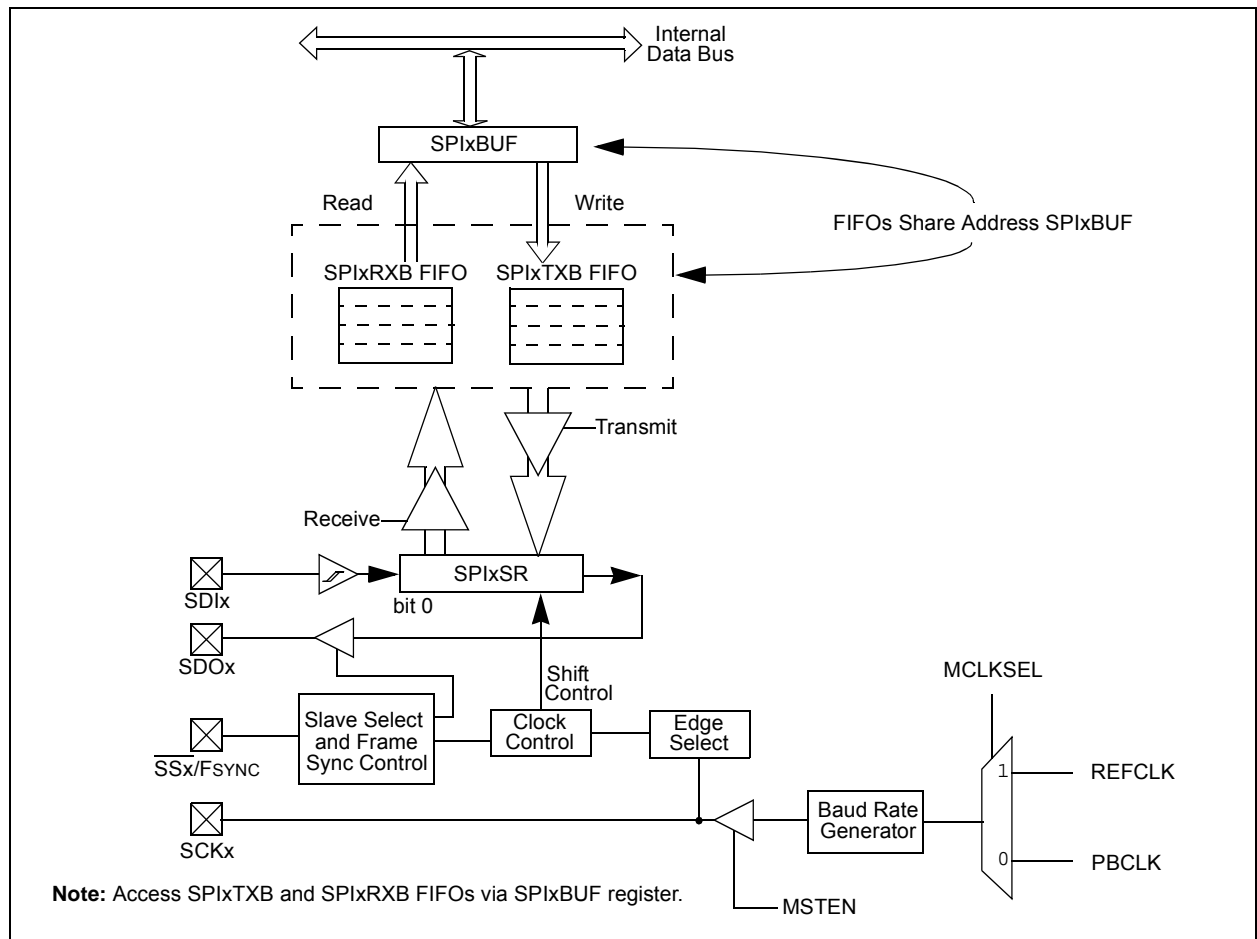 Internal
Data Bus
SPIxBUF
Read
Write
FIFOs Share Address SPIxBUF
SPIxRXB FIFO
SPIxTXB FIFO
Transmit
Receive
SPIxSR
SDIx
bit 0
SDOx
Shift
Control
MCLKSEL
Slave Select
and Frame
Sync Control
Clock
Control
Edge
Select
SSx/FSYNC
1
REFCLK
Baud Rate
Generator
SCKx
0
PBCLK
Note: Access SPIxTXB and SPIxRXB FIFOs via SPIxBUF register.
MSTEN